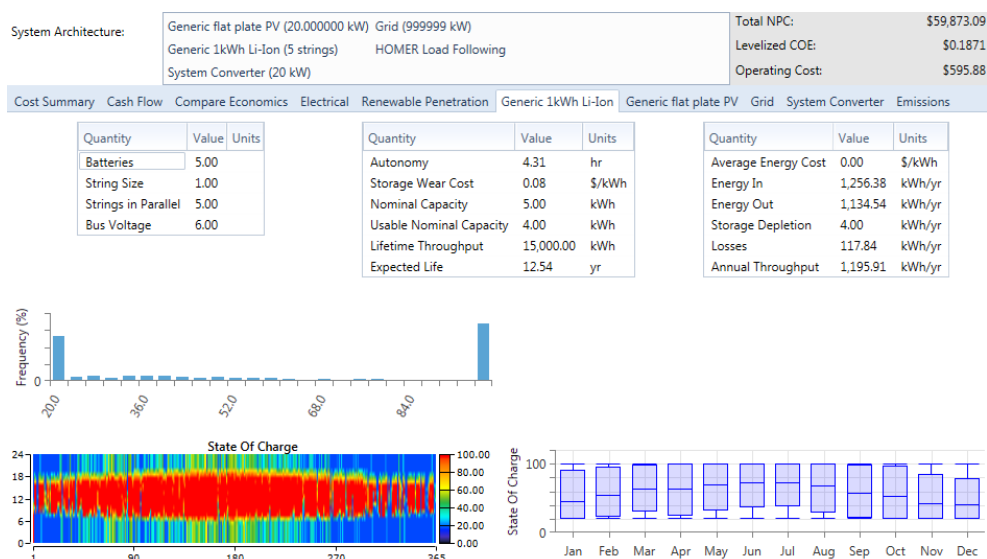 System Architecture:
Generic flat plate PV (20.000000 kW) Grid (999999 kW)
Generic 1kWh Li-Ion (5 strings) HOMER Load Following
System Converter (20 kW)
Total NPC: $59,873.09
Levelized COE: $0.1871
Operating Cost: $595.88
Cost Summary Cash Flow Compare Economics Electrical Renewable Penetration Generic 1kWh Li-Ion Generic flat plate PV Grid System Converter Emissions
Quantity Value Units
Batteries 5.00
String Size 1.00
Strings in Parallel 5.00
Bus Voltage 6.00
Quantity Value Units
Autonomy 4.31 hr
Storage Wear Cost 0.08 $/kWh
Nominal Capacity 5.00 kWh
Usable Nominal Capacity 4.00 kWh
Lifetime Throughput 15,000.00 kWh
Expected Life 12.54 yr
Quantity Value Units
Average Energy Cost 0.00 $/kWh
Energy In 1,256.38 kWh/yr
Energy Out 1,134.54 kWh/yr
Storage Depletion 4.00 kWh/yr
Losses 117.84 kWh/yr
Annual Throughput 1,195.91 kWh/yr
Frequency (%)
0
20.0 36.0 52.0 68.0 84.0
State Of Charge
24
18
12
6
0
1 90 180 270 365
100.00
80.00
60.00
40.00
20.00
0.00
State Of Charge
100
0
Jan Feb Mar Apr May Jun Jul Aug Sep Oct Nov Dec